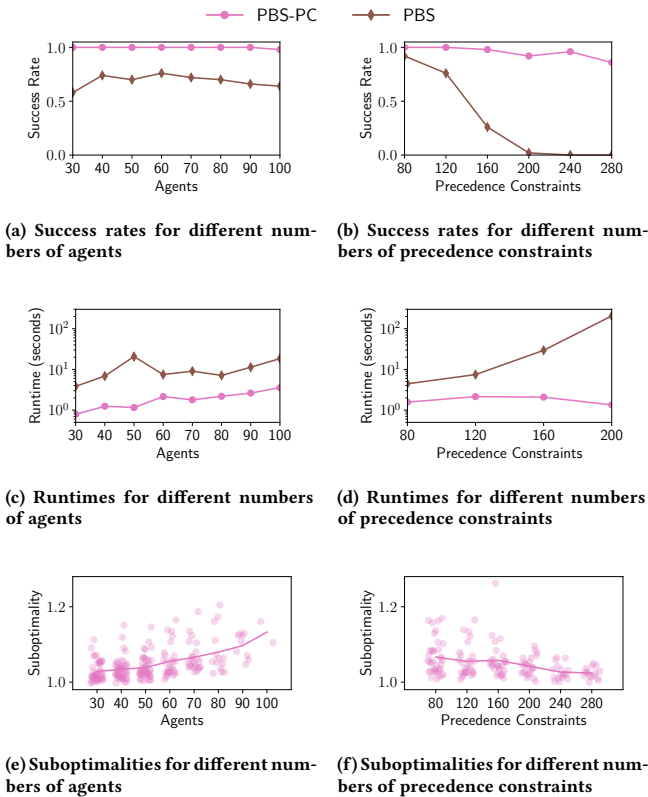 PBS-PC PBS
1.0
0.5
0.0
Success Rate
30 40 50 60 70 80 90 100
Agents
1.0
0.5
0.0
Success Rate
80 120 160 200 240 280
Precedence Constraints
(a) Success rates for different num-
bers of agents
(b) Success rates for different num-
bers of precedence constraints
10²
10¹
10⁰
Runtime (seconds)
30 40 50 60 70 80 90 100
Agents
10²
10¹
10⁰
Runtime (seconds)
80 120 160 200
Precedence Constraints
(c) Runtimes for different numbers
of agents
(d) Runtimes for different numbers
of precedence constraints
1.2
1.0
Suboptimality
30 40 50 60 70 80 90 100
Agents
1.2
1.0
Suboptimality
80 120 160 200 240 280
Precedence Constraints
(e) Suboptimalities for different num-
bers of agents
(f) Suboptimalities for different num-
bers of precedence constraints